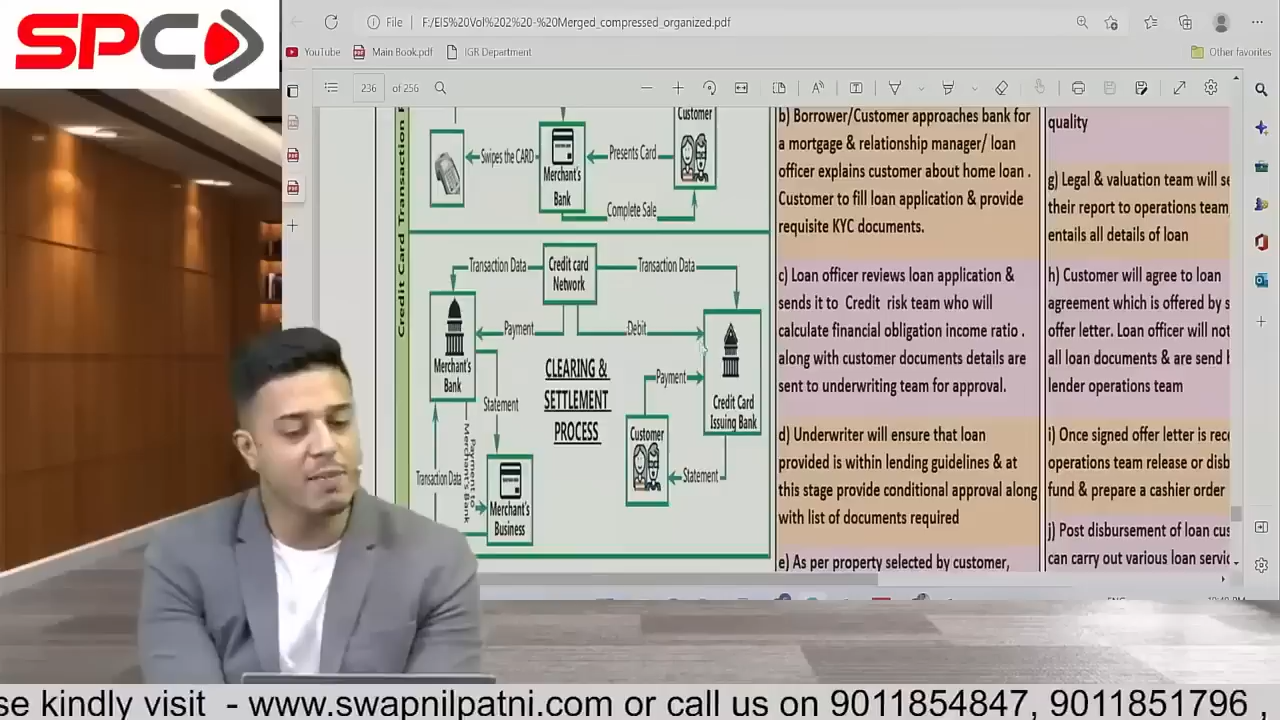 SPC
File
F:/EIS%20Vol%202%20-%20Merged_compressed_organized.pdf
YouTube
Main Book.pdf
IGR Department
Other favorites
236 of 256
Credit Card Transaction
Customer
Swipes the CARD
Merchant's
Bank
Presents Card
Complete Sale
Transaction Data
Credit card
Network
Transaction Data
Merchant's
Bank
Payment
Debit
CLEARING &
SETTLEMENT
PROCESS
Credit Card
Issuing Bank
Payment
Statement
Customer
Statement
Transaction Data
Payment to
Merchant's Bank
Merchant's
Business
b) Borrower/Customer approaches bank for
a mortgage & relationship manager/ loan
officer explains customer about home loan .
Customer to fill loan application & provide
requisite KYC documents.
c) Loan officer reviews loan application &
sends it to Credit risk team who will
calculate financial obligation income ratio .
along with customer documents details are
sent to underwriting team for approval.
d) Underwriter will ensure that loan
provided is within lending guidelines & at
this stage provide conditional approval along
with list of documents required
e) As per property selected by customer,
quality
g) Legal & valuation team will se
their report to operations team
entails all details of loan
h) Customer will agree to loan
agreement which is offered by s
offer letter. Loan officer will not
all loan documents & are send
lender operations team
i) Once signed offer letter is rece
operations team release or disb
fund & prepare a cashier order
j) Post disbursement of loan cus
can carry out various loan servic
se kindly visit - www.swapnilpatni.com or call us on 9011854847, 9011851796 ,